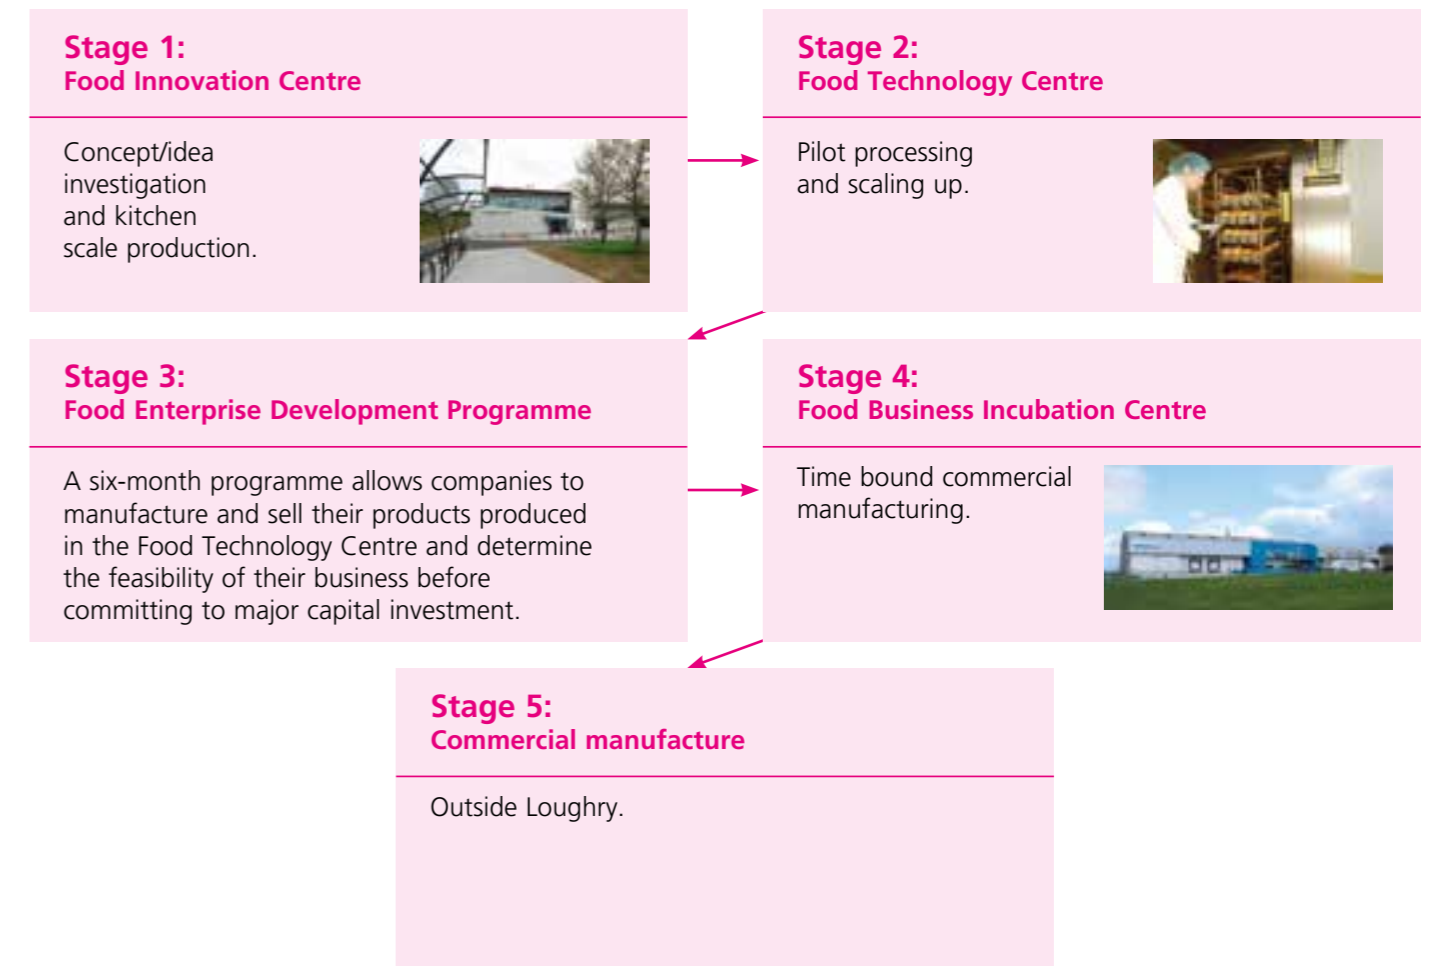 Stage 1:
Food Innovation Centre
Concept/idea
investigation
and kitchen
scale production.
Stage 2:
Food Technology Centre
Pilot processing
and scaling up.
Stage 3:
Food Enterprise Development Programme
A six-month programme allows companies to
manufacture and sell their products produced
in the Food Technology Centre and determine
the feasibility of their business before
committing to major capital investment.
Stage 4:
Food Business Incubation Centre
Time bound commercial
manufacturing.
Stage 5:
Commercial manufacture
Outside Loughry.